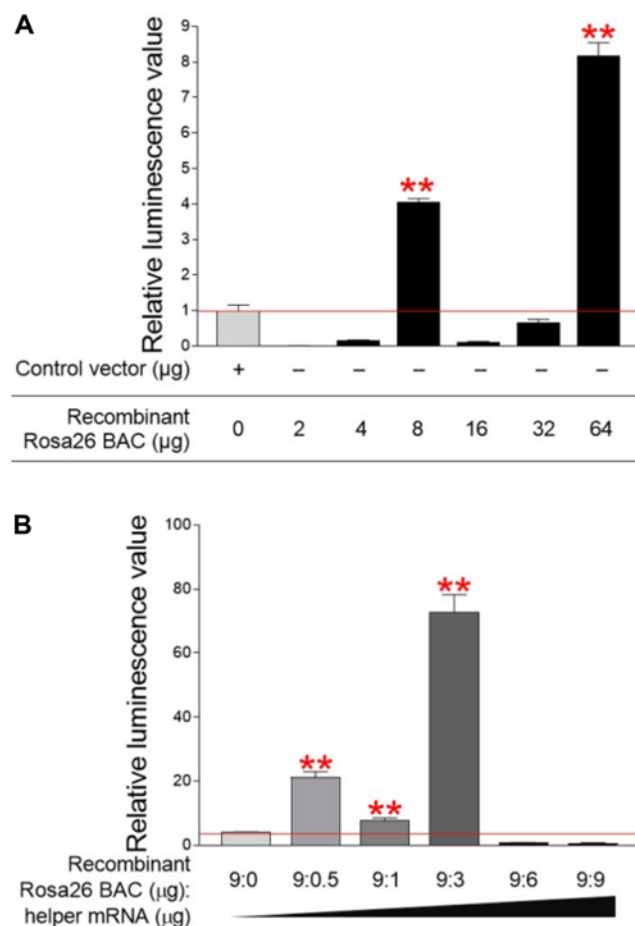 A
Relative luminescence value
9
8
7
6
5
4
3
2
1
0
**
**
Control vector (μg) + – – – – – –
Recombinant
Rosa26 BAC (μg) 0 2 4 8 16 32 64
B
Relative luminescence value
100
80
60
40
20
0
**
**
**
Recombinant
Rosa26 BAC (μg): 9:0 9:0.5 9:1 9:3 9:6 9:9
helper mRNA (μg)